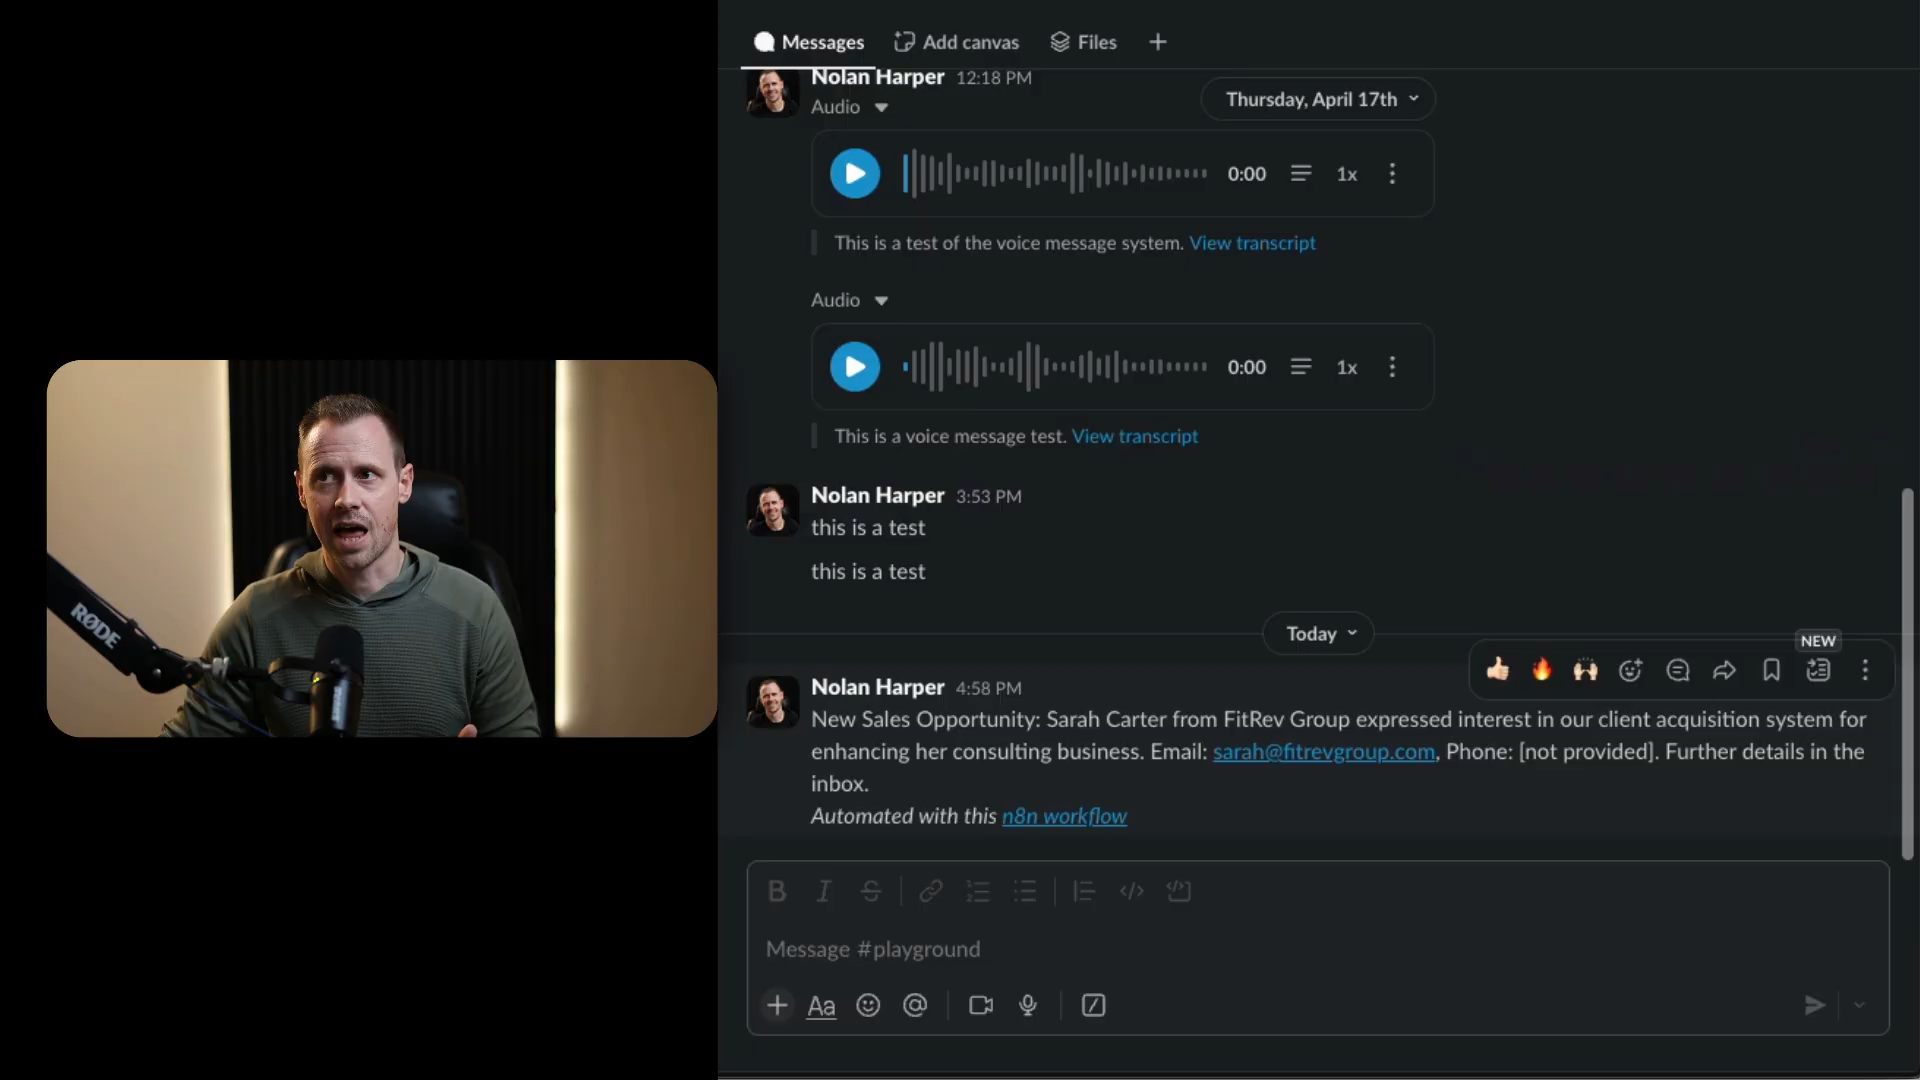 Messages
Add canvas
Files
Nolan Harper 12:18 PM
Audio
Thursday, April 17th
0:00
1x
This is a test of the voice message system. View transcript
Audio
0:00
1x
This is a voice message test. View transcript
Nolan Harper 3:53 PM
this is a test
this is a test
Today
NEW
Nolan Harper 4:58 PM
New Sales Opportunity: Sarah Carter from FitRev Group expressed interest in our client acquisition system for
enhancing her consulting business. Email: sarah@fitrevgroup.com, Phone: [not provided]. Further details in the
inbox.
Automated with this n8n workflow
Message #playground
Aa
RØDE